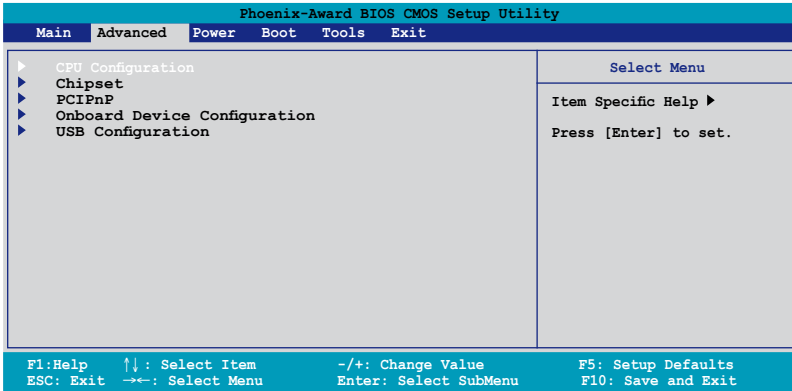 Phoenix-Award BIOS CMOS Setup Utility
Main Advanced Power Boot Tools Exit
CPU Configuration
Chipset
PCIPnP
Onboard Device Configuration
USB Configuration
Select Menu
Item Specific Help
Press [Enter] to set.
F1:Help ↑↓: Select Item -/+: Change Value F5: Setup Defaults
ESC: Exit →←: Select Menu Enter: Select SubMenu F10: Save and Exit